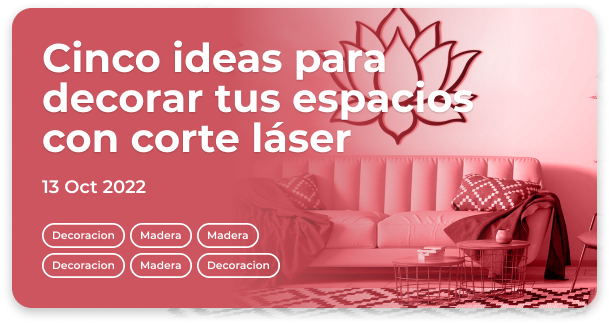 Cinco ideas para
decorar tus espacios
con corte láser
13 Oct 2022
Decoracion Madera Madera
Decoracion Madera Decoracion